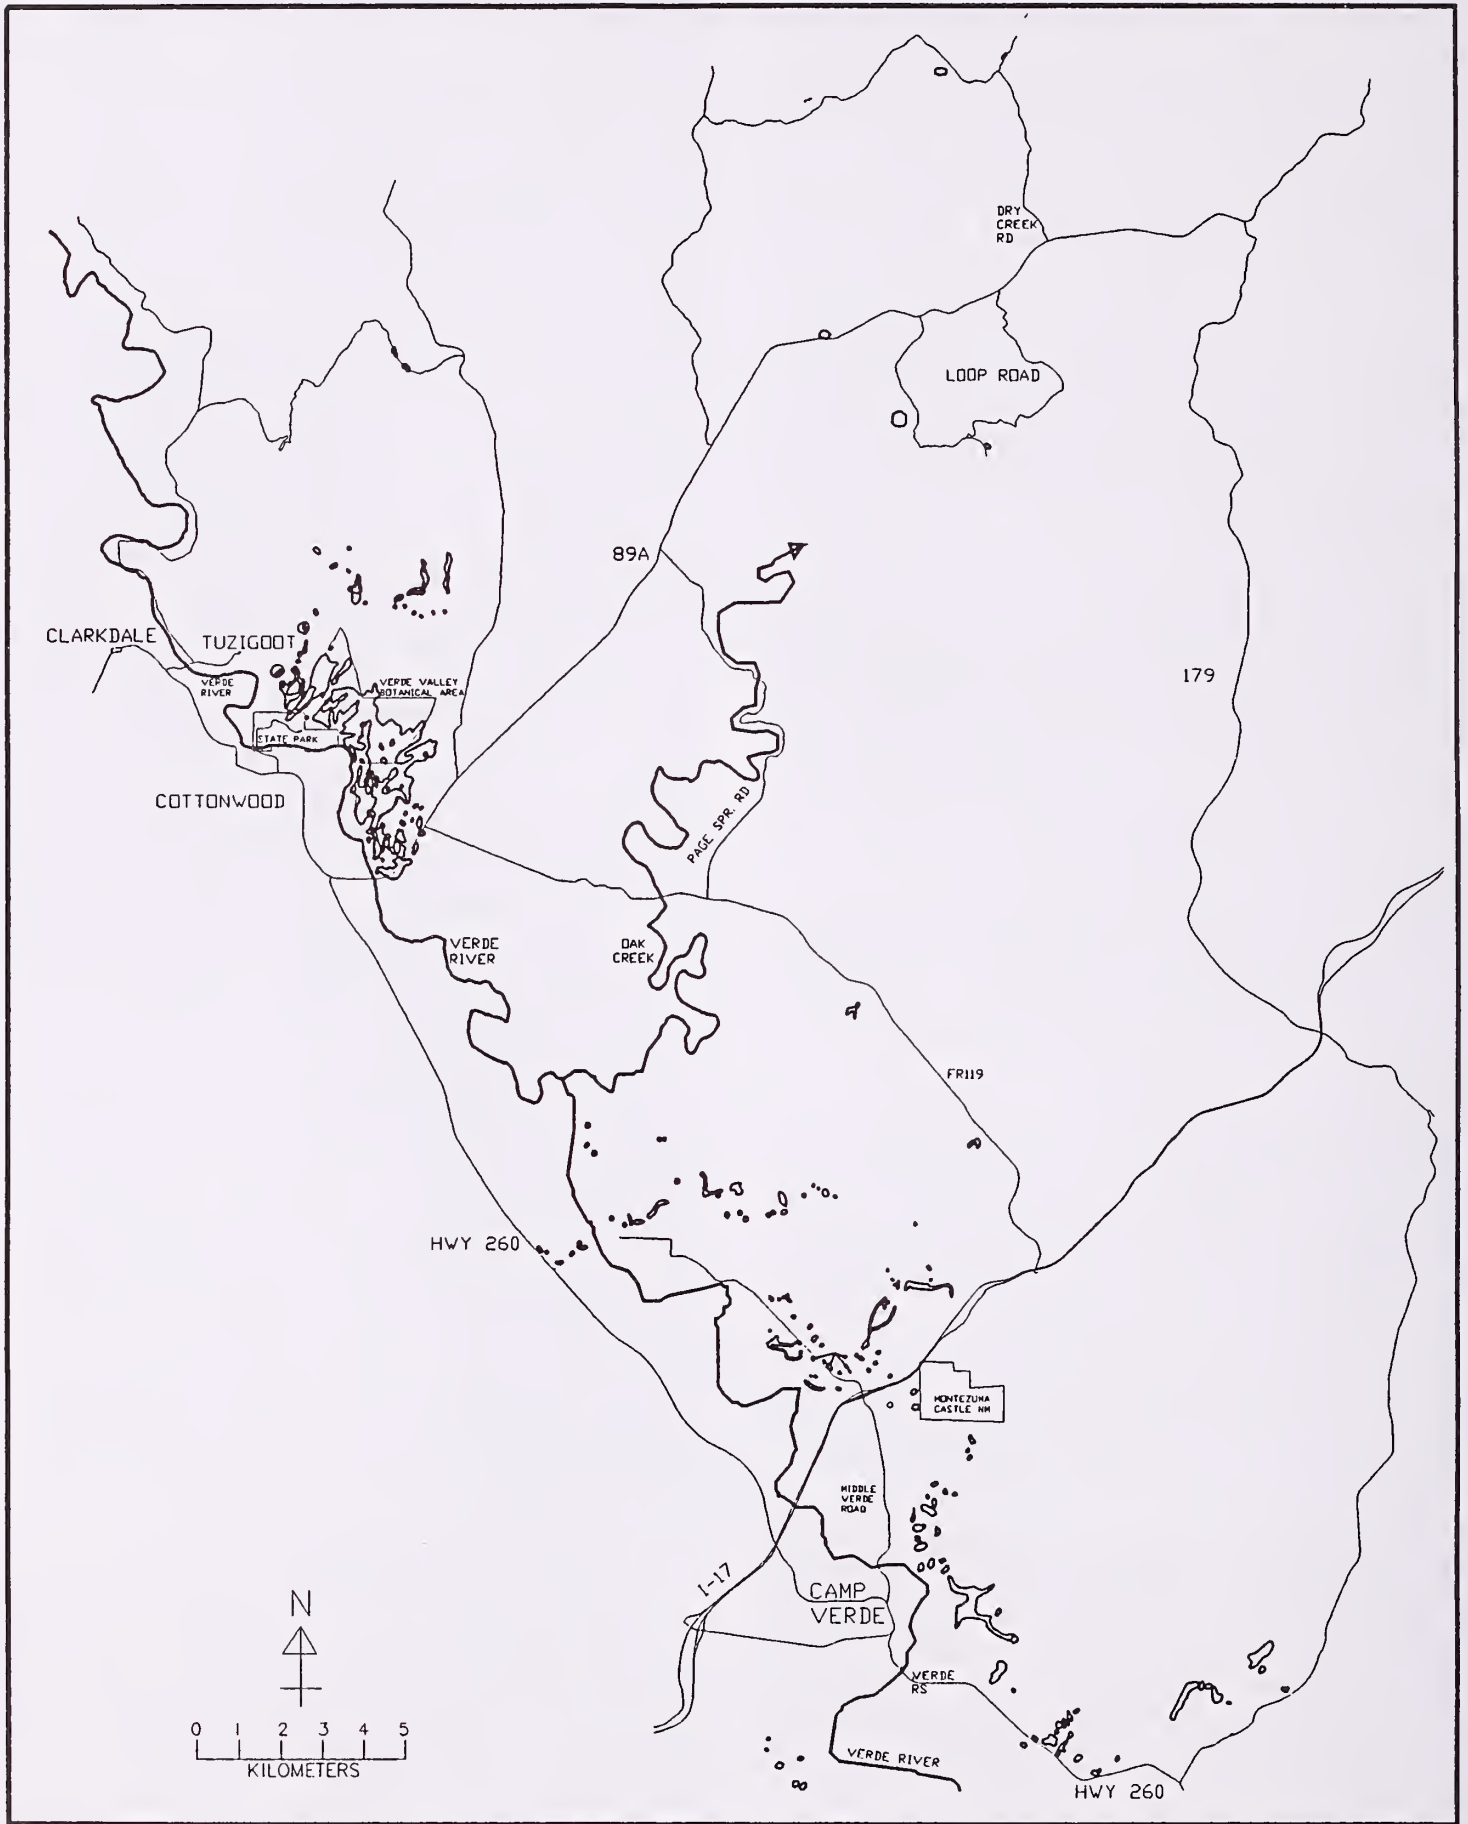 DRY
CREEK
RD
LOOP ROAD
89A
CLARKDALE
TUZIGOOT
179
VERDE
RIVER
VERDE VALLEY
BOTANICAL AREA
STATE PARK
COTTONWOOD
PAGE SPR. RD
VERDE
RIVER
OAK
CREEK
FR119
HWY 260
MONTEZUMA
CASTLE NM
MIDDLE
VERDE
ROAD
I-17
CAMP
VERDE
N
VERDE
RS
0 1 2 3 4 5
KILOMETERS
VERDE RIVER
HWY 260